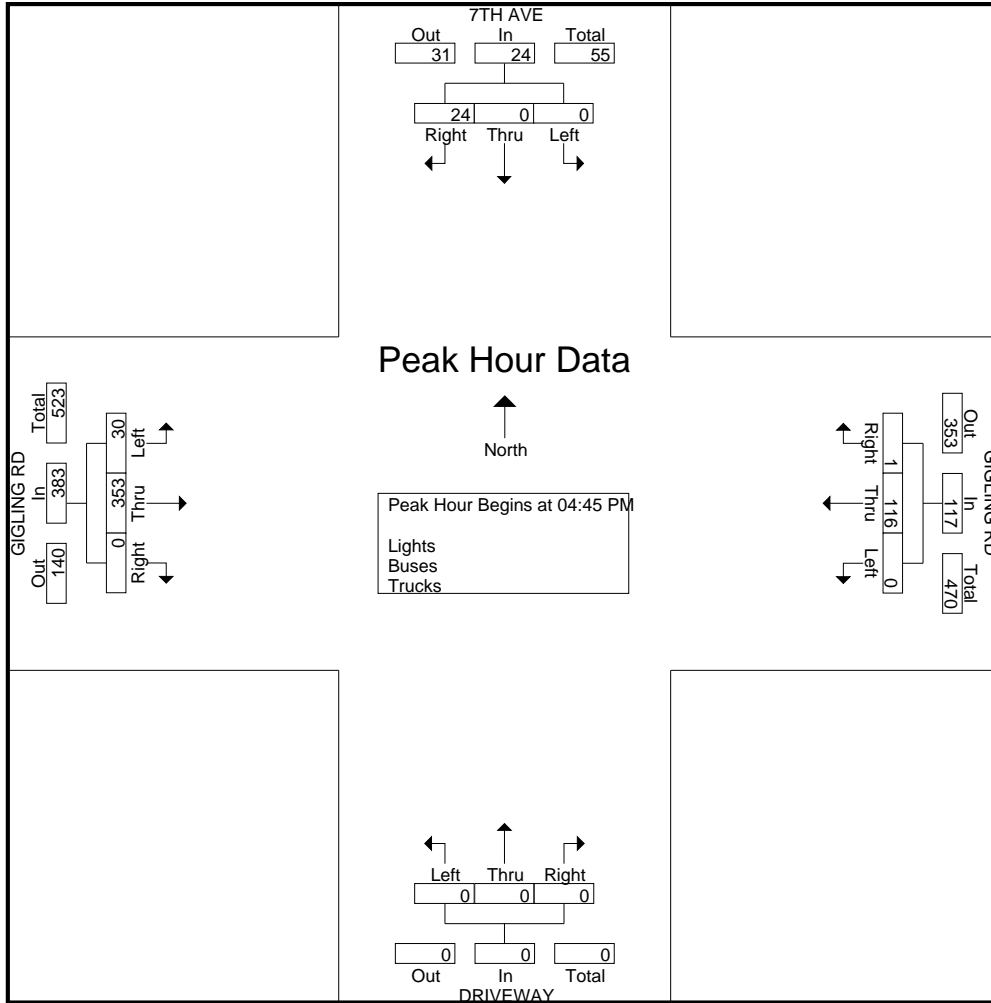 7TH AVE
Out In Total
31 24 55
24 0 0
Right Thru Left
Peak Hour Data
North
Peak Hour Begins at 04:45 PM
Lights
Buses
Trucks
GIGLING RD
Total In Out
523 383 140
30 353 0
Left Thru Right
GIGLING RD
Out In Total
353 117 470
1 116 0
Right Thru Left
Left Thru Right
0 0 0
0 0 0
Out In Total
DRIVEWAY